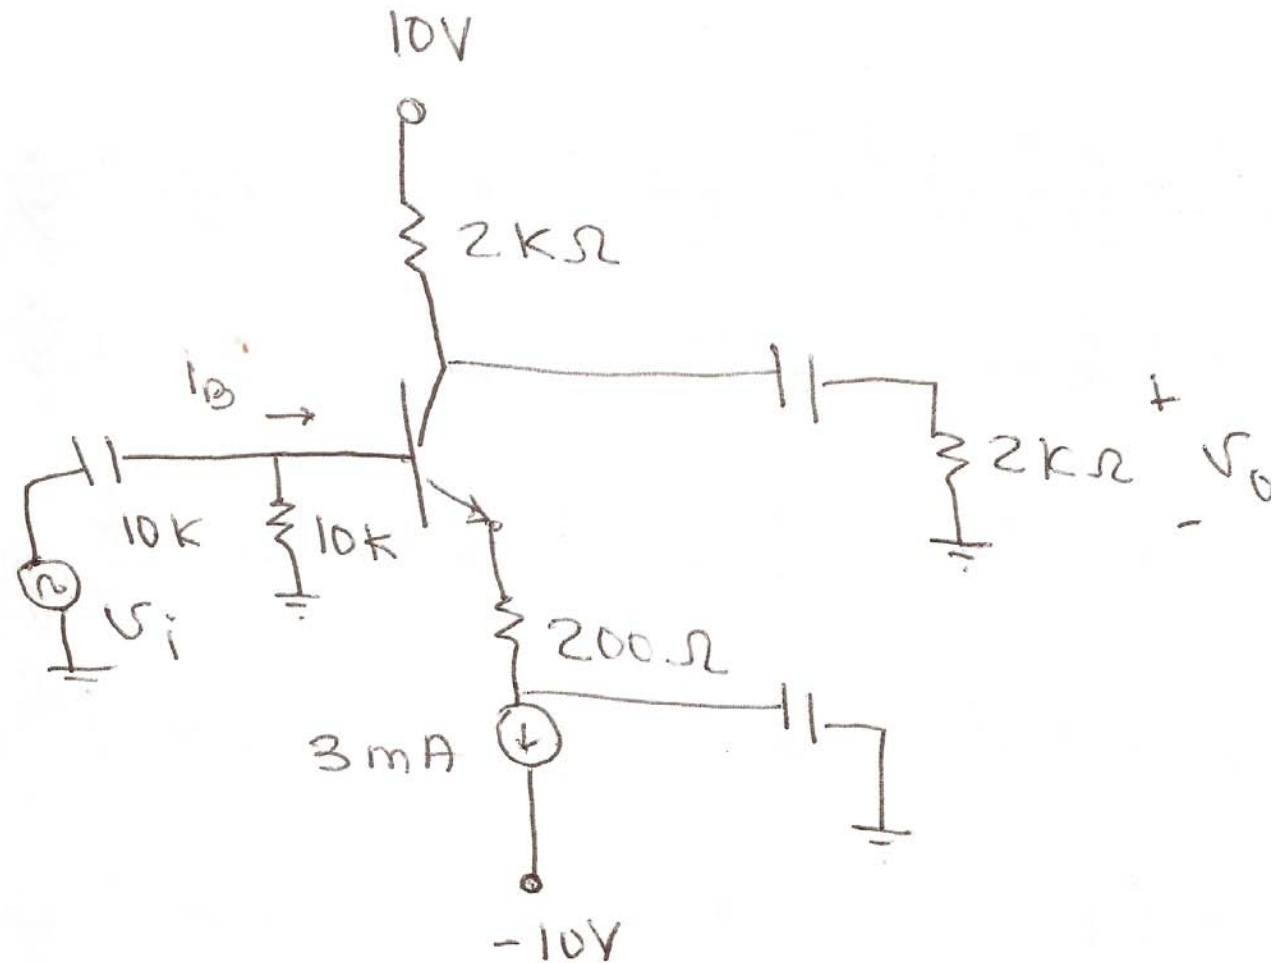 10V
2KΩ
iB →
2KΩ
+
vo
-
10K
10K
vi
200Ω
3mA
-10V